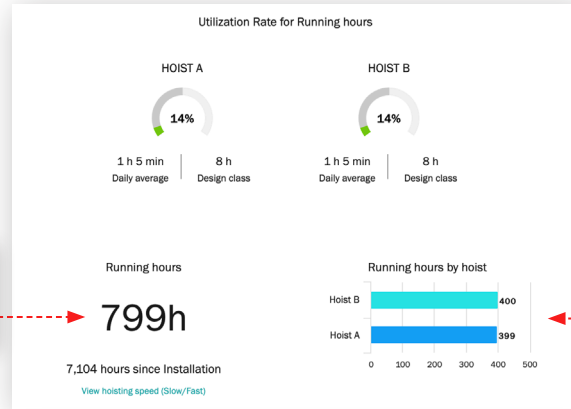 Utilization Rate for Running hours
HOIST A
HOIST B
14%
14%
1 h 5 min
8 h
1 h 5 min
8 h
Daily average
Design class
Daily average
Design class
Running hours
Running hours by hoist
799h
Hoist B
400
Hoist A
399
0 100 200 300 400 500
7,104 hours since Installation
View hoisting speed (Slow/Fast)